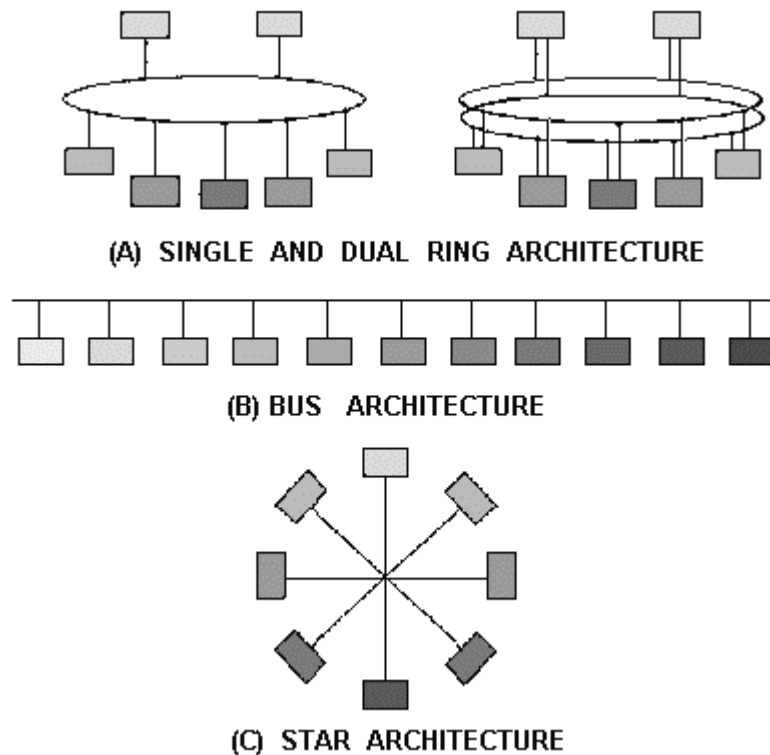 (A) SINGLE AND DUAL RING ARCHITECTURE
(B) BUS ARCHITECTURE
(C) STAR ARCHITECTURE